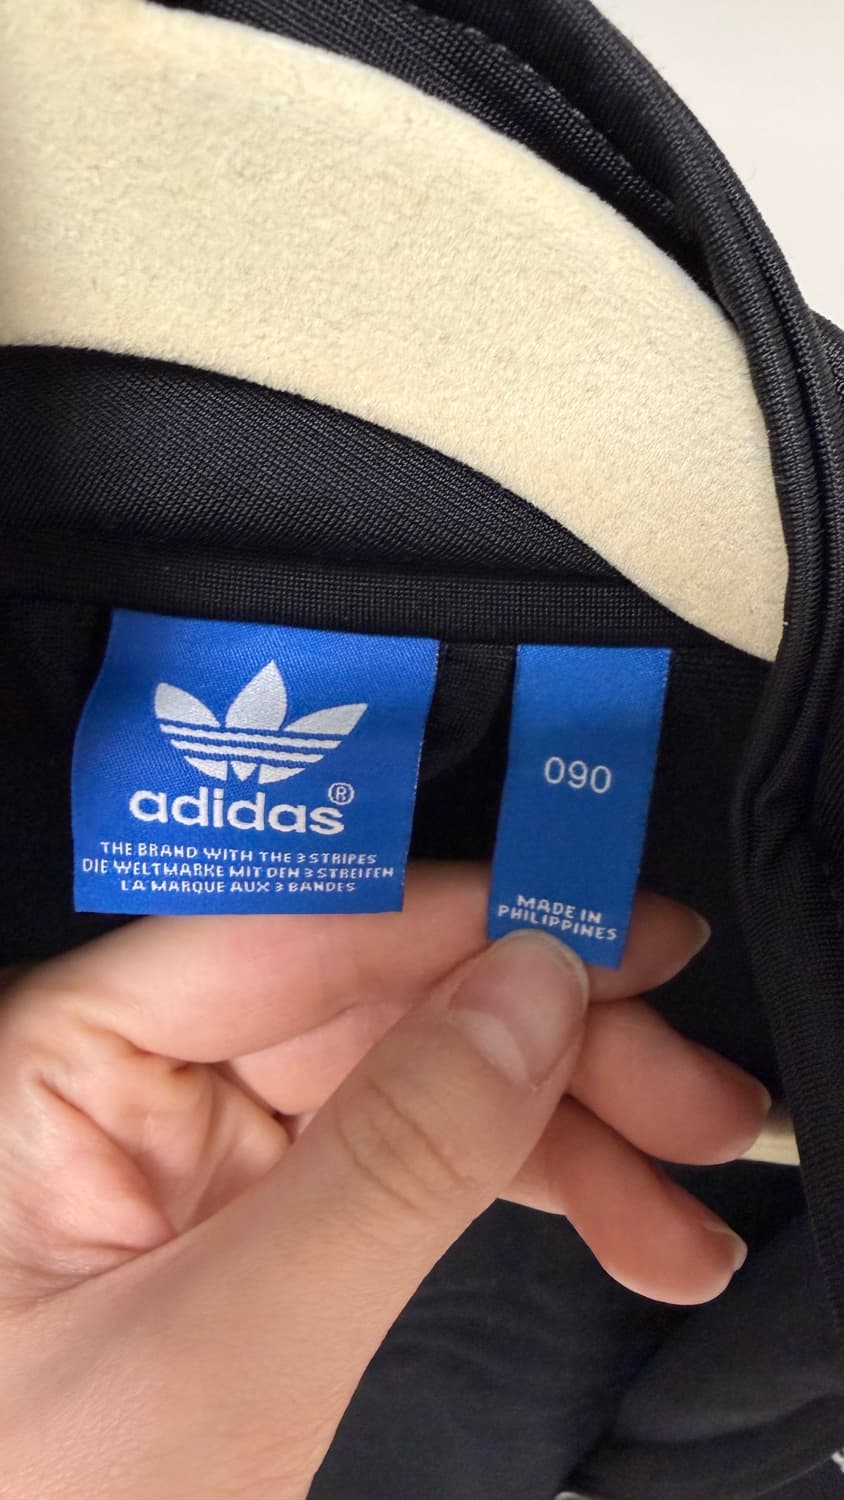 adidas®
THE BRAND WITH THE 3 STRIPES
DIE WELTMARKE MIT DEN 3 STREIFEN
LA MARQUE AUX 3 BANDES
090
MADE IN
PHILIPPINES